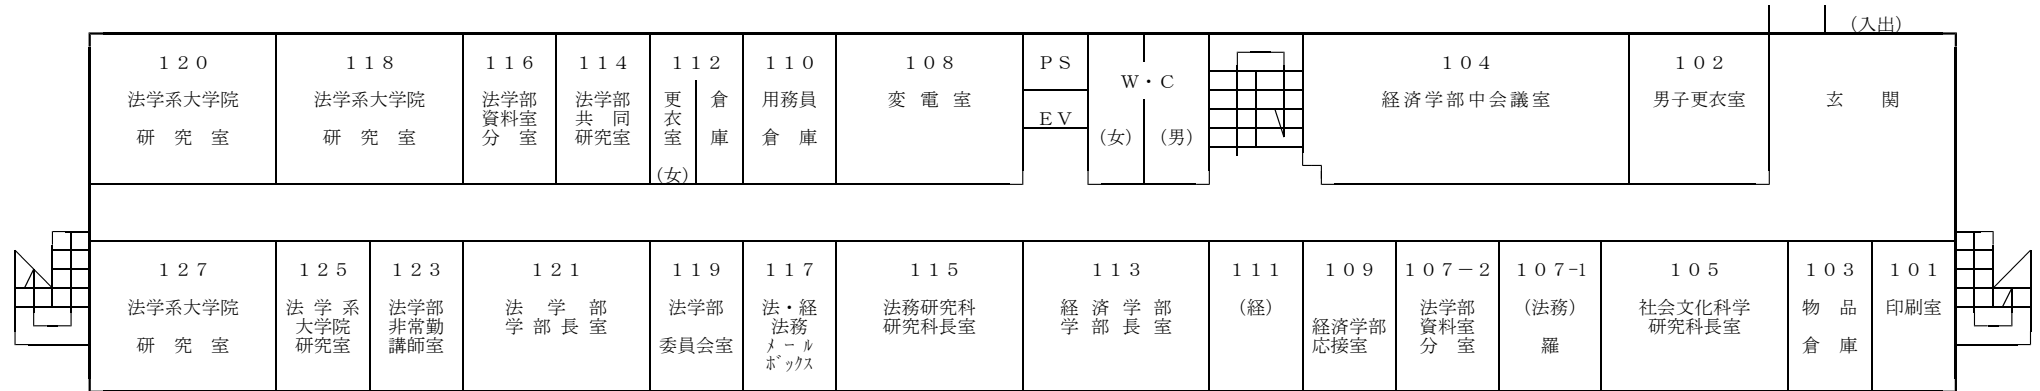 (入出)
120
法学系大学院
研究室
118
法学系大学院
研究室
116
法学部
資料室
分室
114
法学部
共同
研究室
112
更衣室
(女)
倉庫
110
用務員
倉庫
108
変電室
PS
EV
W・C
(女)
(男)
104
経済学部中会議室
102
男子更衣室
玄関
127
法学系大学院
研究室
125
法学系
大学院
研究室
123
法学部
非常勤
講師室
121
法学部
学部長室
119
法学部
委員会室
117
法・経
法務
メール
ボックス
115
法務研究科
研究科長室
113
経済学部
学部長室
111
(経)
109
経済学部
応接室
107-2
法学部
資料室
分室
107-1
(法務)
羅
105
社会文化科学
研究科長室
103
物品
倉庫
101
印刷室